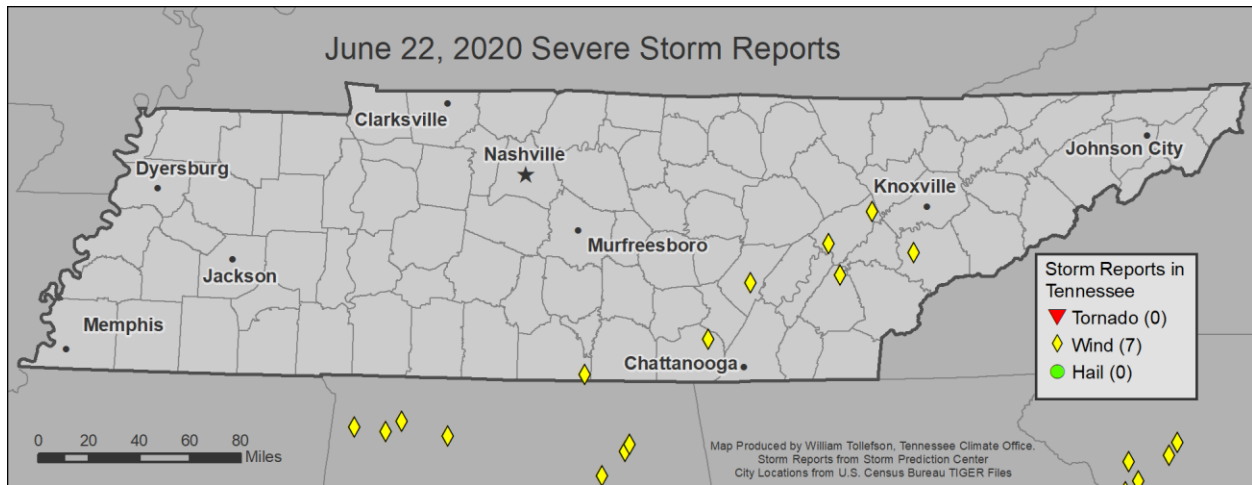 June 22, 2020 Severe Storm Reports
Clarksville
Nashville
Johnson City
Dyersburg
Knoxville
Murfreesboro
Jackson
Memphis
Chattanooga
Storm Reports in
Tennessee
Tornado (0)
Wind (7)
Hail (0)
0 20 40 60 80
Miles
Map Produced by William Tollefson, Tennessee Climate Office.
Storm Reports from Storm Prediction Center
City Locations from U.S. Census Bureau TIGER Files